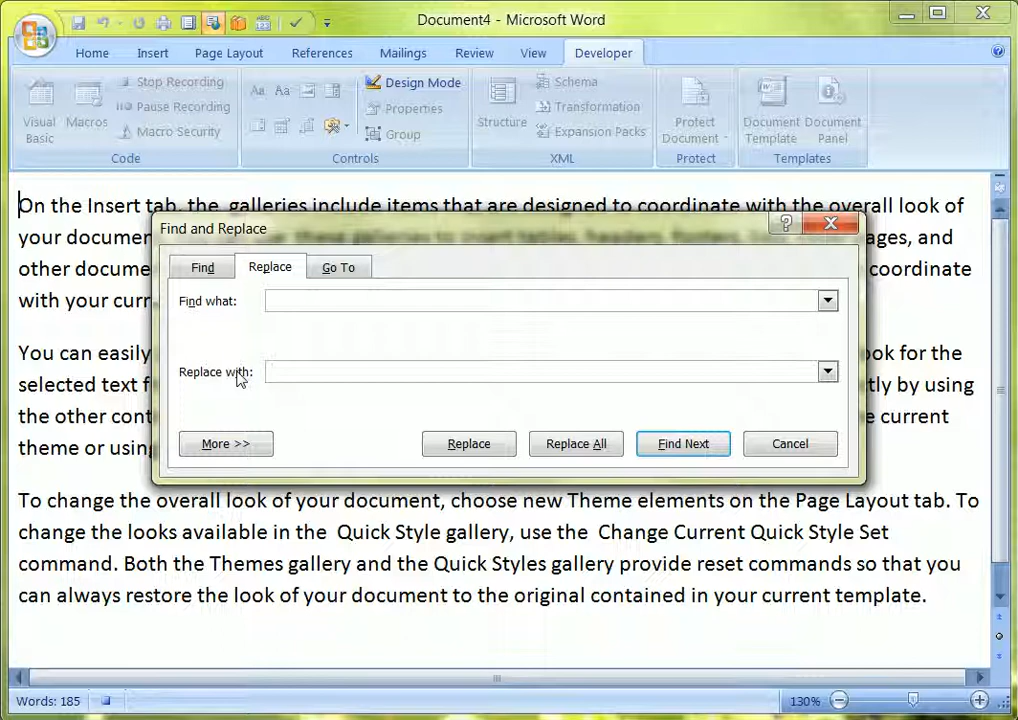 Document4 - Microsoft Word
Home Insert Page Layout References Mailings Review View Developer
Visual Basic
Macros
Stop Recording
Pause Recording
Macro Security
Code
Aa Aa
Design Mode
Properties
Group
Controls
Structure
Schema
Transformation
Expansion Packs
XML
Protect Document
Protect
Document Template
Document Panel
Templates
On the Insert tab, the  galleries include items that are designed to coordinate with the overall look of
your documen ages, and
other docume coordinate
with your curr
Find and Replace
Find Replace Go To
Find what:
Replace with:
More >> Replace Replace All Find Next Cancel
You can easily ook for the
selected text f tly by using
the other cont e current
theme or using
To change the overall look of your document, choose new Theme elements on the Page Layout tab. To
change the looks available in the  Quick Style gallery, use the  Change Current Quick Style Set
command. Both the Themes gallery and the Quick Styles gallery provide reset commands so that you
can always restore the look of your document to the original contained in your current template.
Words: 185 130%